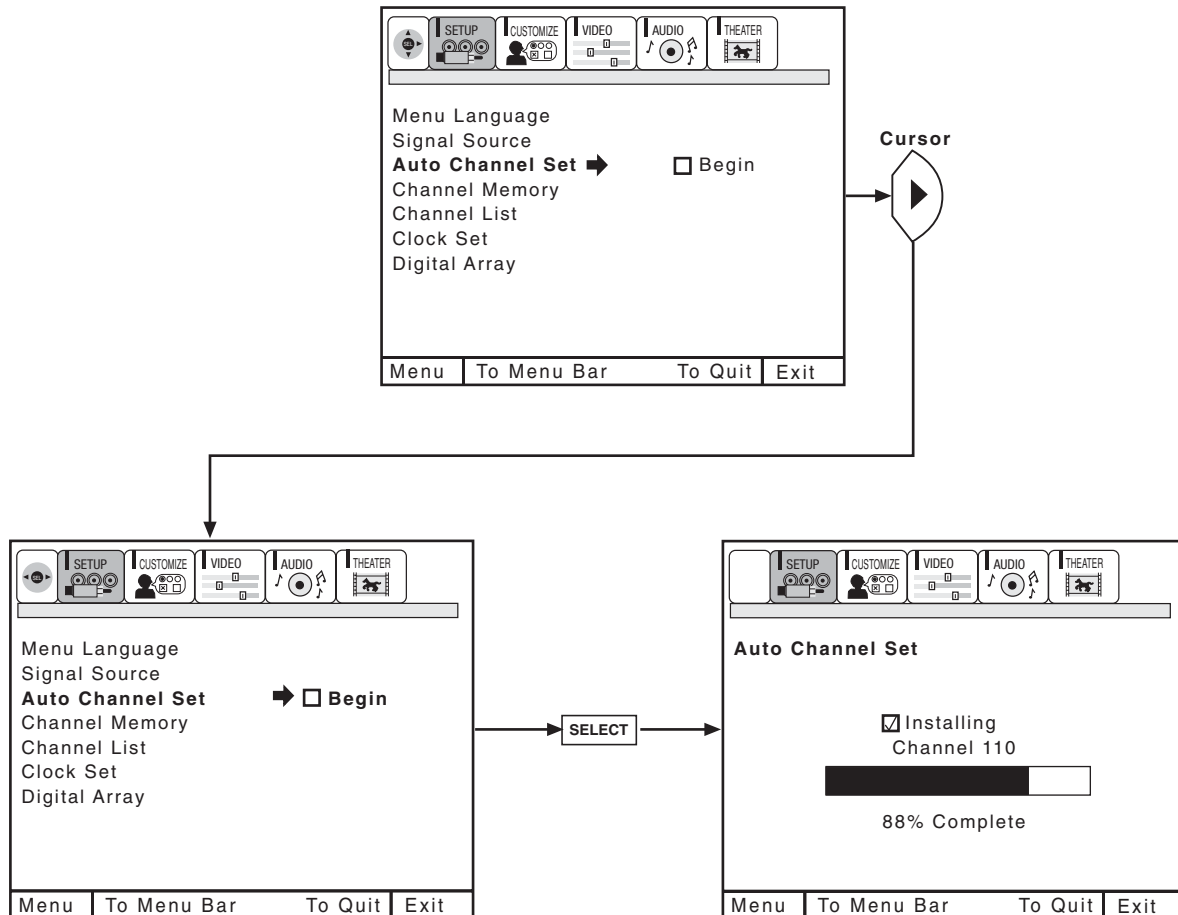 SEL SETUP CUSTOMIZE VIDEO AUDIO THEATER
Menu Language
Signal Source
Auto Channel Set Begin
Channel Memory
Channel List
Clock Set
Digital Array
Menu To Menu Bar To Quit Exit
Cursor
SEL SETUP CUSTOMIZE VIDEO AUDIO THEATER
Menu Language
Signal Source
Auto Channel Set Begin
Channel Memory
Channel List
Clock Set
Digital Array
Menu To Menu Bar To Quit Exit
SELECT
SETUP CUSTOMIZE VIDEO AUDIO THEATER
Auto Channel Set
Installing
Channel 110
88% Complete
Menu To Menu Bar To Quit Exit